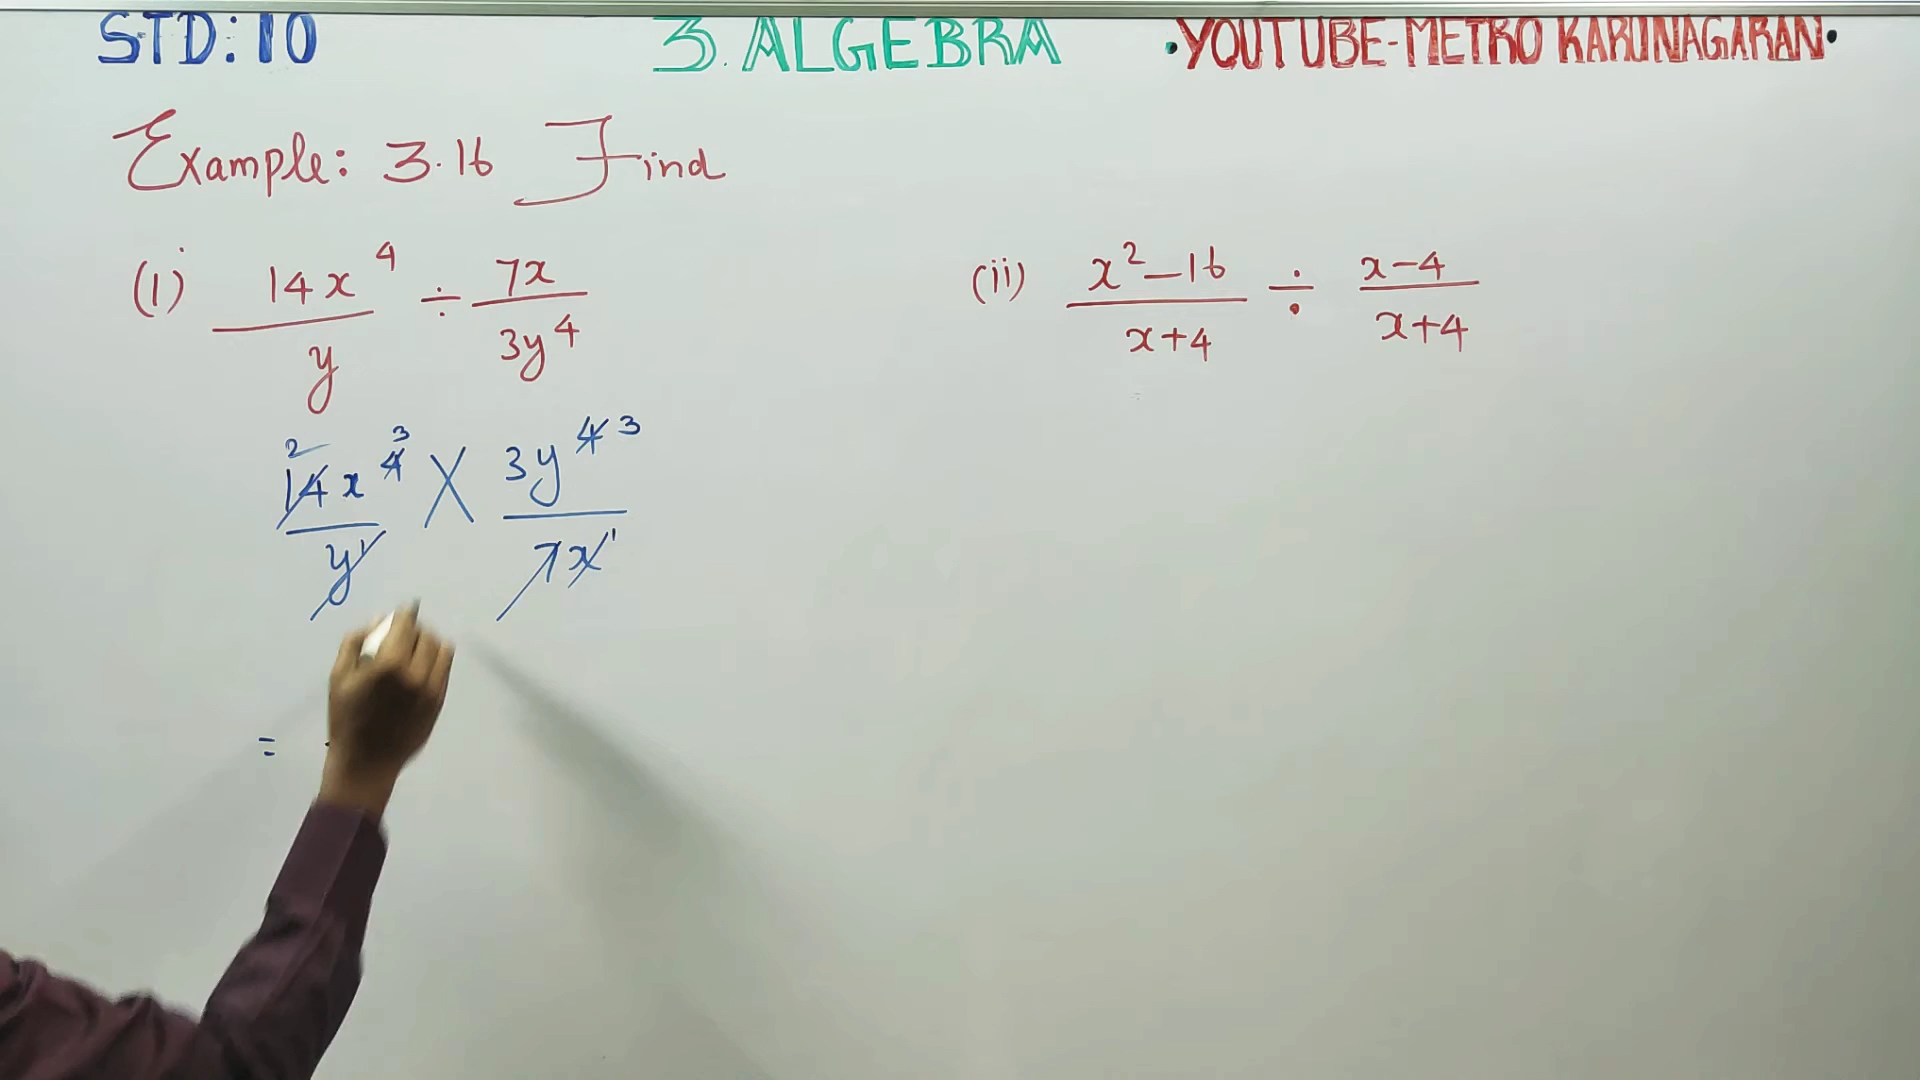 STD: 10 3. ALGEBRA •YOUTUBE-METRO KARUNAGARAN•
Example: 3.16 Find
(i) 14x⁴/y ÷ 7x/3y⁴
(ii) x²-16/x+4 ÷ x-4/x+4
2 3 3
14x⁴/y¹ X 3y⁴/7x¹
=